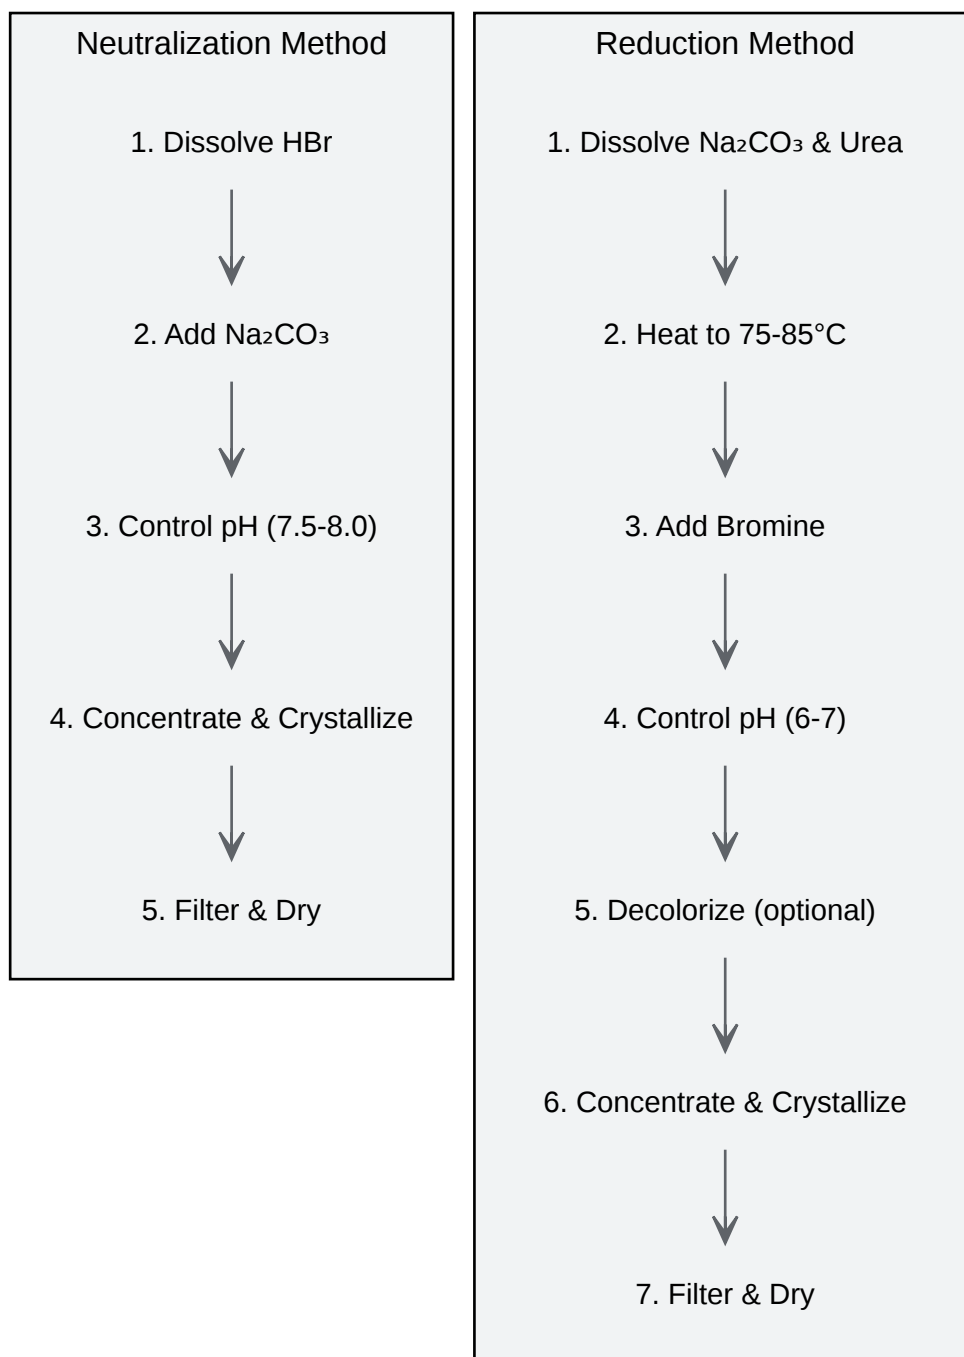 Neutralization Method
1. Dissolve HBr
2. Add Na₂CO₃
3. Control pH (7.5-8.0)
4. Concentrate & Crystallize
5. Filter & Dry
Reduction Method
1. Dissolve Na₂CO₃ & Urea
2. Heat to 75-85°C
3. Add Bromine
4. Control pH (6-7)
5. Decolorize (optional)
6. Concentrate & Crystallize
7. Filter & Dry